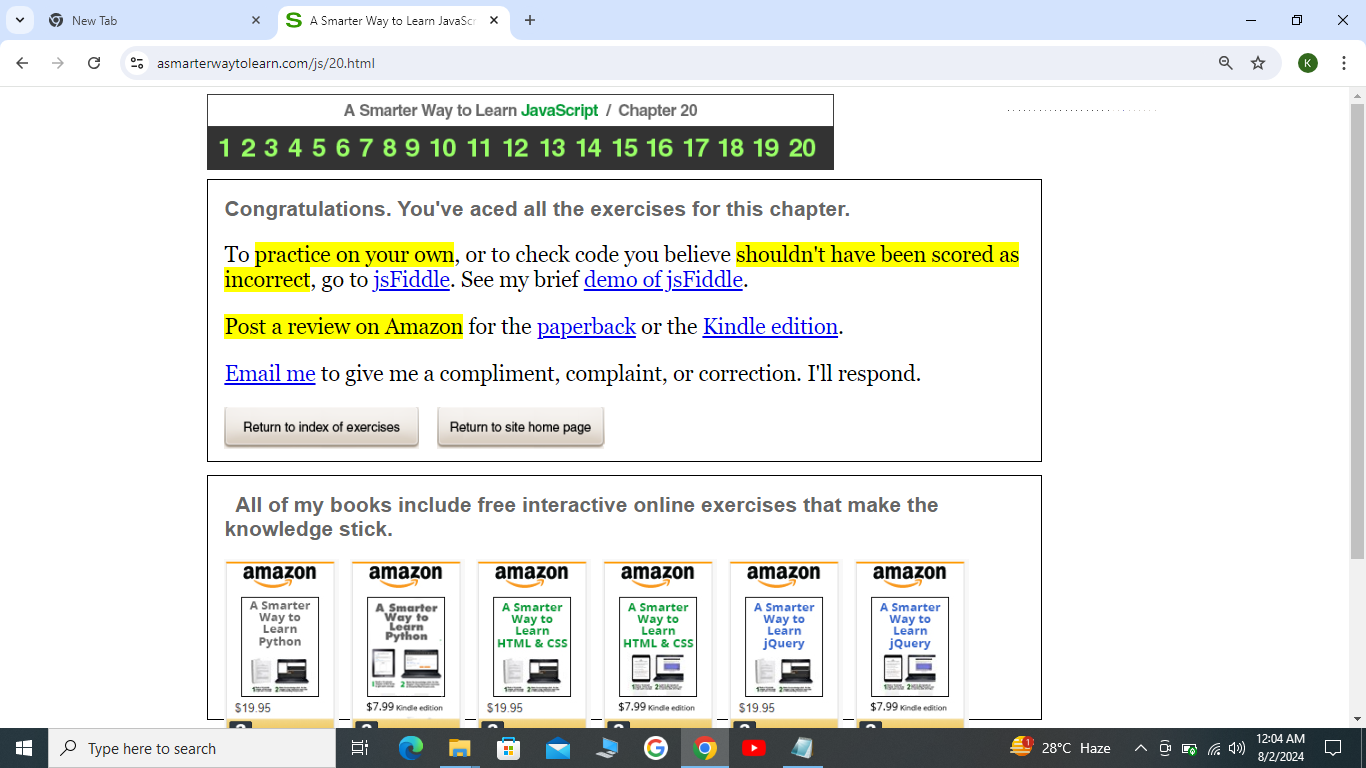 New Tab
A Smarter Way to Learn JavaScr
asmarterwaytolearn.com/js/20.html
K
A Smarter Way to Learn JavaScript / Chapter 20
1 2 3 4 5 6 7 8 9 10 11 12 13 14 15 16 17 18 19 20
Congratulations. You've aced all the exercises for this chapter.
To practice on your own, or to check code you believe shouldn't have been scored as
incorrect, go to jsFiddle. See my brief demo of jsFiddle.
Post a review on Amazon for the paperback or the Kindle edition.
Email me to give me a compliment, complaint, or correction. I'll respond.
Return to index of exercises Return to site home page
All of my books include free interactive online exercises that make the
knowledge stick.
amazon amazon amazon amazon amazon amazon
A Smarter A Smarter A Smarter A Smarter A Smarter A Smarter
Way to Way to Way to Way to Way to Way to
Learn Learn Learn Learn Learn Learn
Python Python HTML & CSS HTML & CSS jQuery jQuery
$19.95 $7.99 Kindle edition $19.95 $7.99 Kindle edition $19.95 $7.99 Kindle edition
Type here to search
1
28°C Haze
12:04 AM
8/2/2024